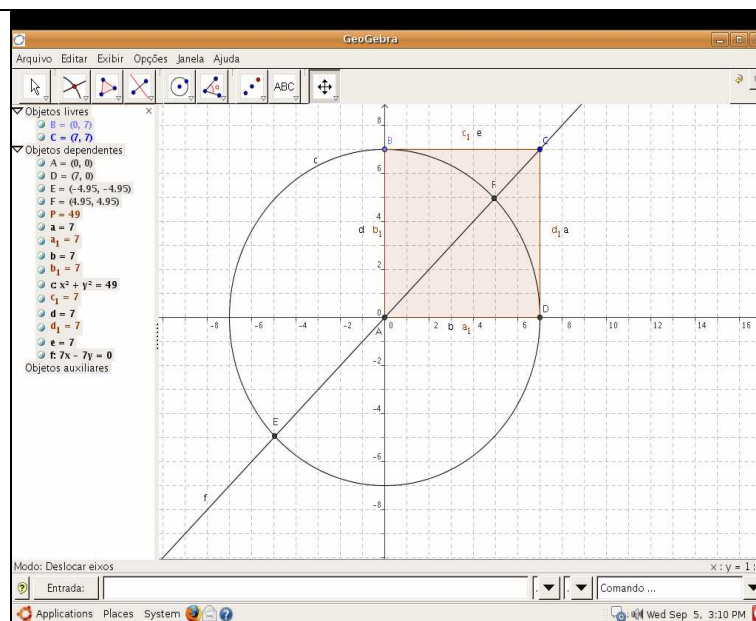 GeoGebra
Arquivo Editar Exibir Opções Janela Ajuda
ABC
Objetos livres
B = (0, 7)
C = (7, 7)
Objetos dependentes
A = (0, 0)
D = (7, 0)
E = (-4.95, -4.95)
F = (4.95, 4.95)
P = 49
a = 7
a₁ = 7
b = 7
b₁ = 7
c: x² + y² = 49
c₁ = 7
d = 7
d₁ = 7
e = 7
f: 7x - 7y = 0
Objetos auxiliares
8
B
c₁ e
C
c
6
F
4
d b₁
d₁ a
2
0
D
-8 -6 -4 -2 0 2 4 6 8 10 12 14 16
A
b a₁
-2
-4
E
-6
f
-8
Modo: Deslocar eixos
x : y = 1 :
Entrada:
Comando ...
Applications Places System
Wed Sep 5, 3:10 PM